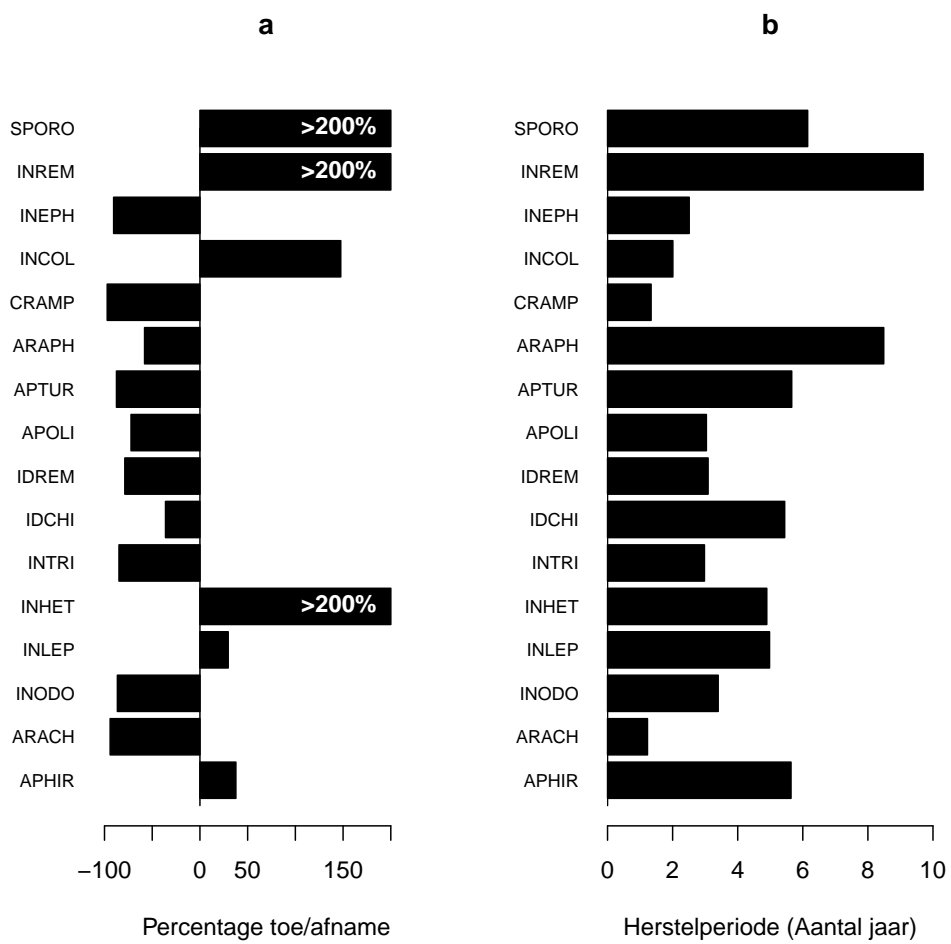 a
b
SPORO >200% SPORO
INREM >200% INREM
INEPH INEPH
INCOL INCOL
CRAMP CRAMP
ARAPH ARAPH
APTUR APTUR
APOLI APOLI
IDREM IDREM
IDCHI IDCHI
INTRI INTRI
INHET >200% INHET
INLEP INLEP
INODO INODO
ARACH ARACH
APHIR APHIR
−100 0 50 150 0 2 4 6 8 10
Percentage toe/afname
Herstelperiode (Aantal jaar)